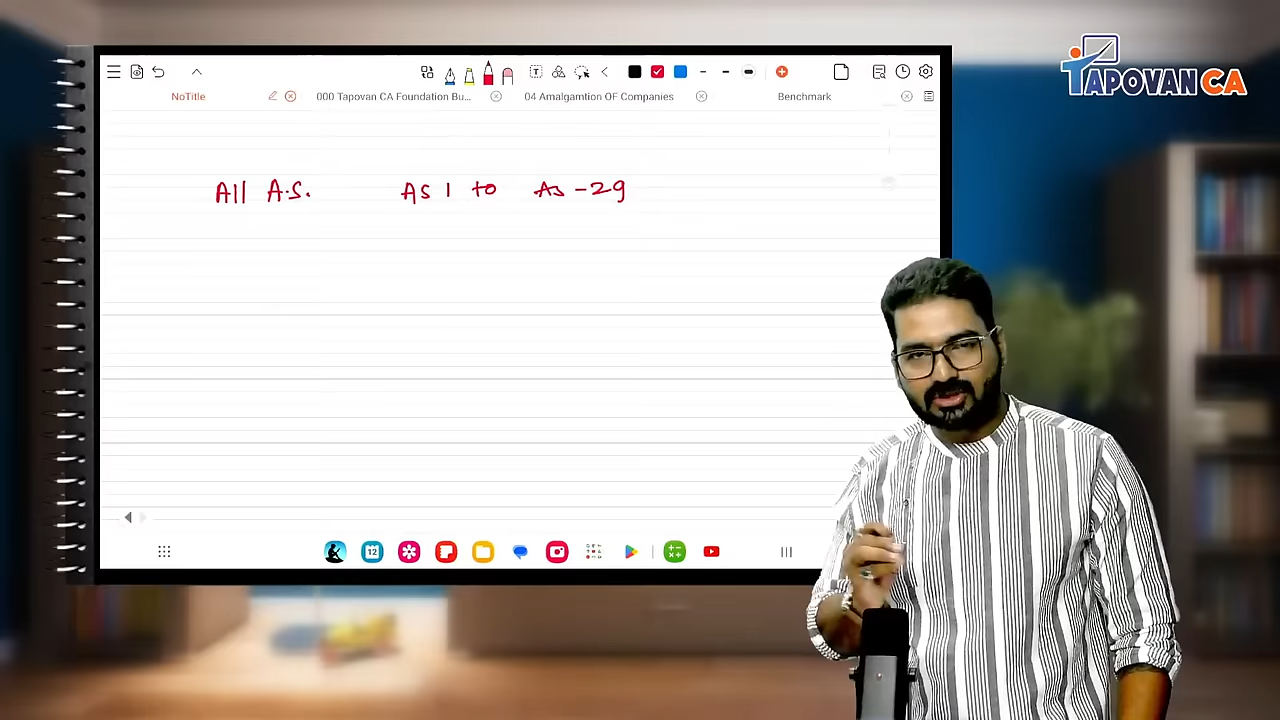 TAPOVAN CA
NoTitle
000 Tapovan CA Foundation Bu...
04 Amalgamtion OF Companies
Benchmark
All A.S. AS 1 to AS -29
12